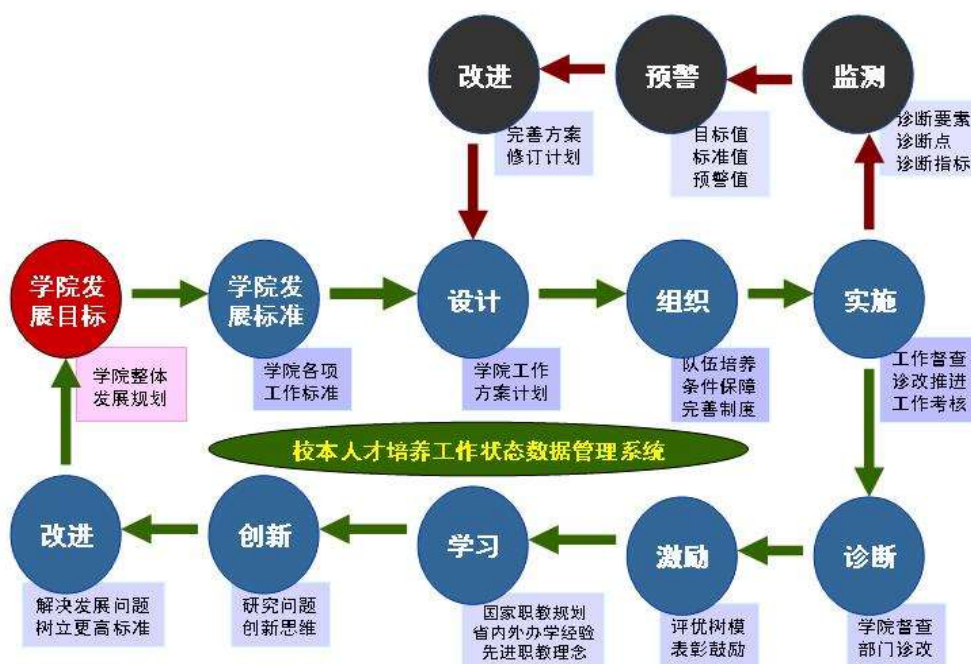 改进
完善方案
修订计划
预警
目标值
标准值
预警值
监测
诊断要素
诊断点
诊断指标
学院发
展目标
学院整体
发展规划
学院发
展标准
学院各项
工作标准
设计
学院工作
方案计划
组织
队伍培养
条件保障
完善制度
实施
工作督查
诊改推进
工作考核
校本人才培养工作状态数据管理系统
改进
解决发展问题
树立更高标准
创新
研究问题
创新思维
学习
国家职教规划
省内外办学经验
先进职教理念
激励
评优树模
表彰鼓励
诊断
学院督查
部门诊改